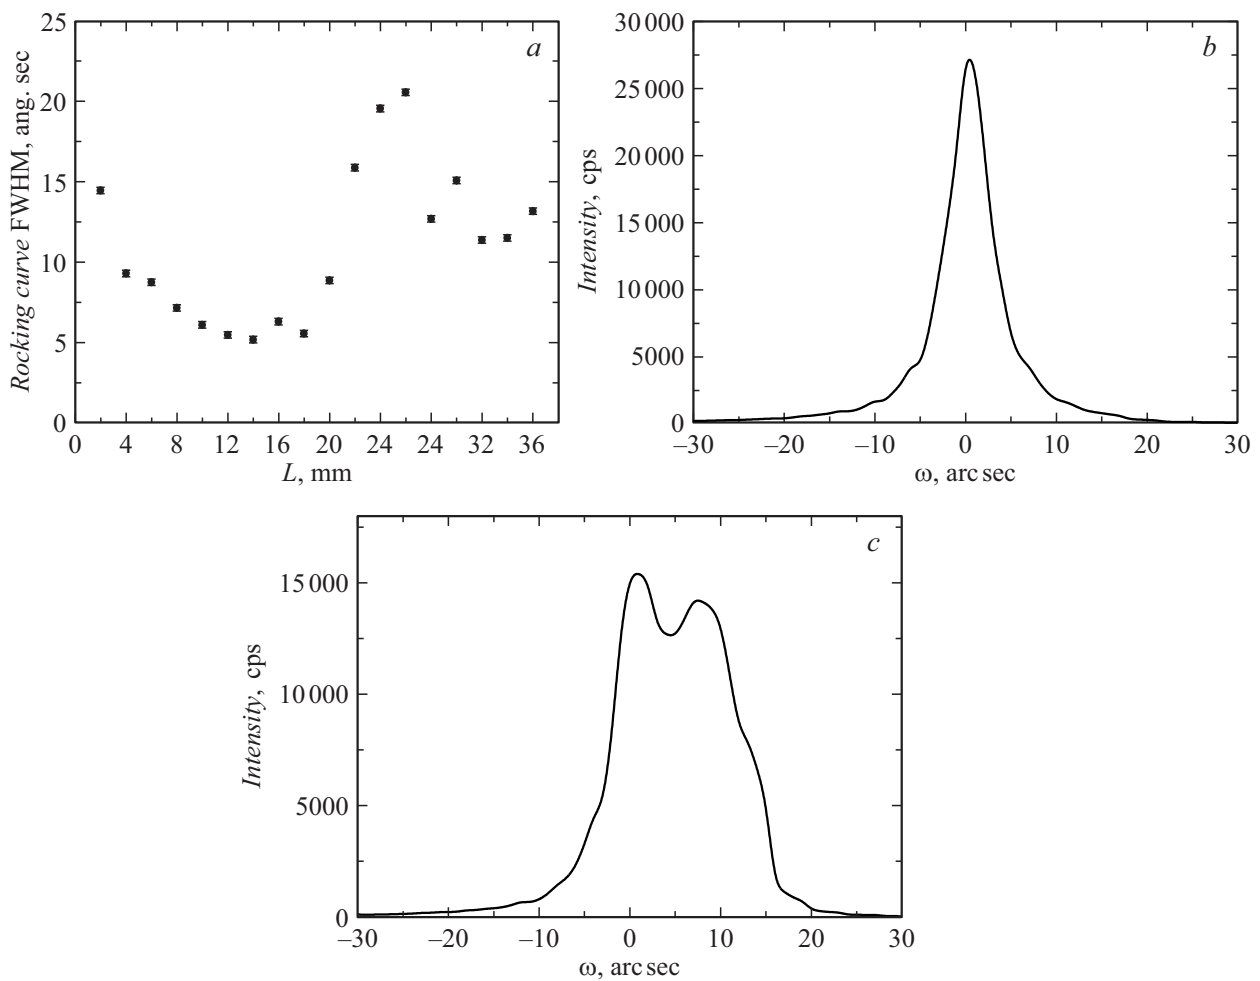 a
25
20
15
10
5
0
Rocking curve FWHM, ang. sec
0 4 8 12 16 20 24 24 32 36
L, mm
b
30 000
25 000
20 000
15 000
10 000
5000
0
Intensity, cps
–30 –20 –10 0 10 20 30
ω, arc sec
c
15 000
10 000
5000
0
Intensity, cps
–30 –20 –10 0 10 20 30
ω, arc sec